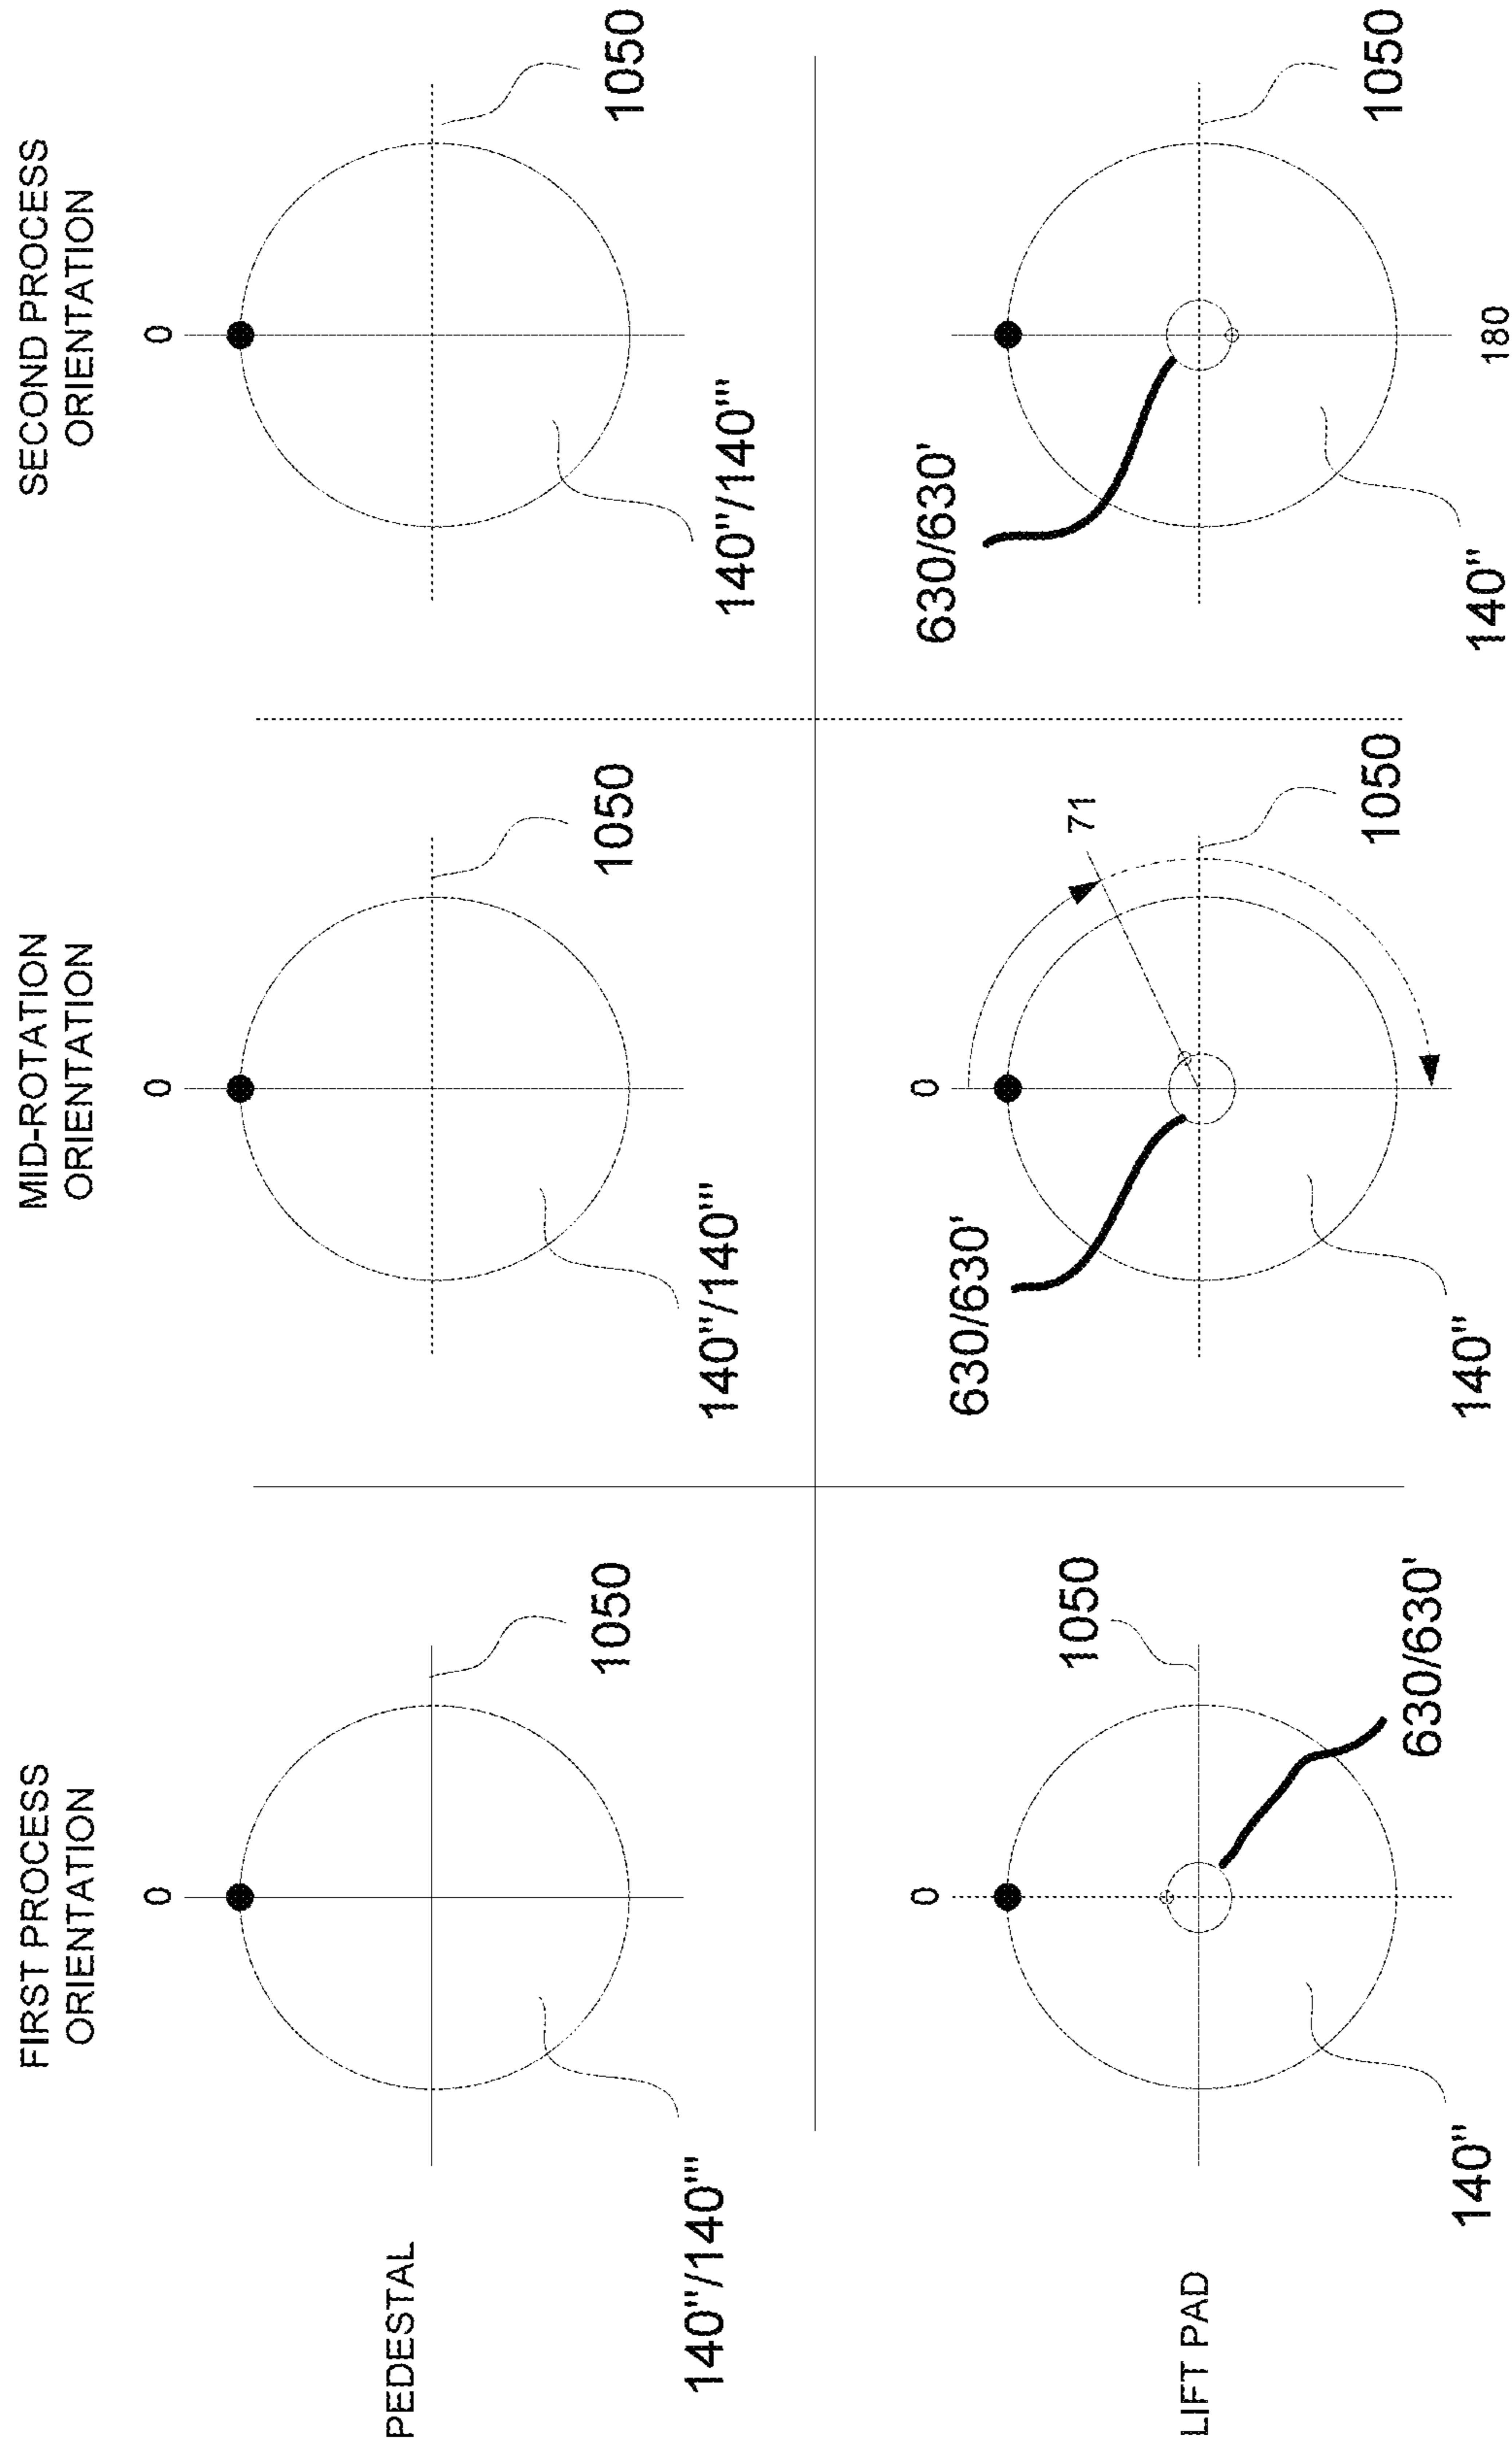 FIRST PROCESS
ORIENTATION
MID-ROTATION
ORIENTATION
SECOND PROCESS
ORIENTATION
PEDESTAL
0
1050
140"/140'"
0
1050
140"/140'"
0
1050
140"/140'"
LIFT PAD
0
1050
630/630'
140"
0
71
630/630'
1050
140"
630/630'
1050
140"
180